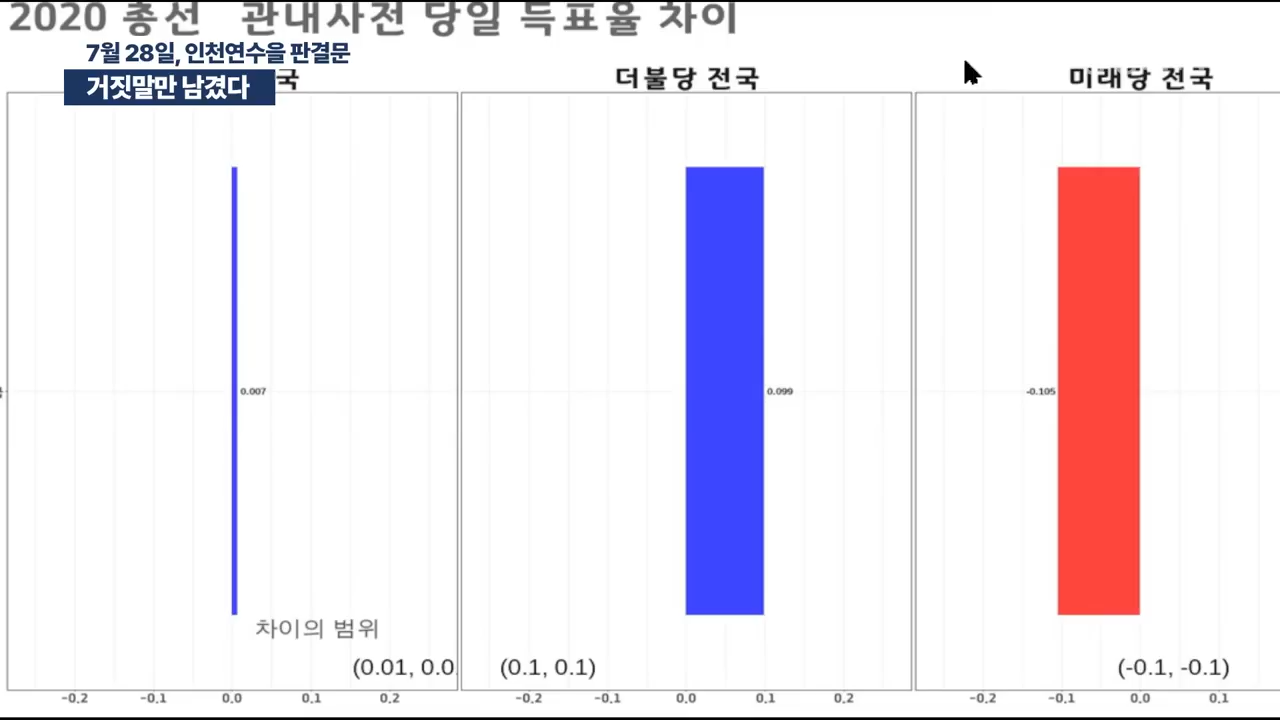 2020 총선 관내사전 당일 득표율 차이
7월 28일, 인천연수을 판결문
거짓말만 남겼다
국
더불당 전국
미래당 전국
0.007
0.099
-0.105
차이의 범위
(0.01, 0.0
(0.1, 0.1)
(-0.1, -0.1)
-0.2 -0.1 0.0 0.1 0.2
-0.2 -0.1 0.0 0.1 0.2
-0.2 -0.1 0.0 0.1